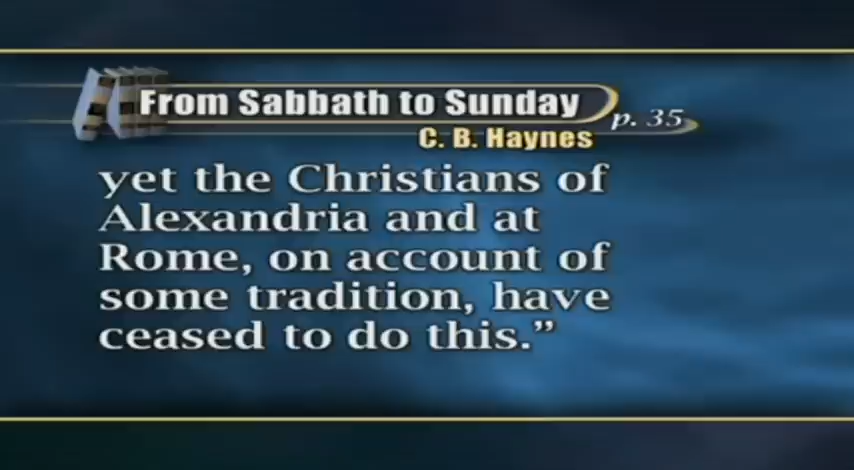 From Sabbath to Sunday
p. 35
C. B. Haynes
yet the Christians of
Alexandria and at
Rome, on account of
some tradition, have
ceased to do this.”